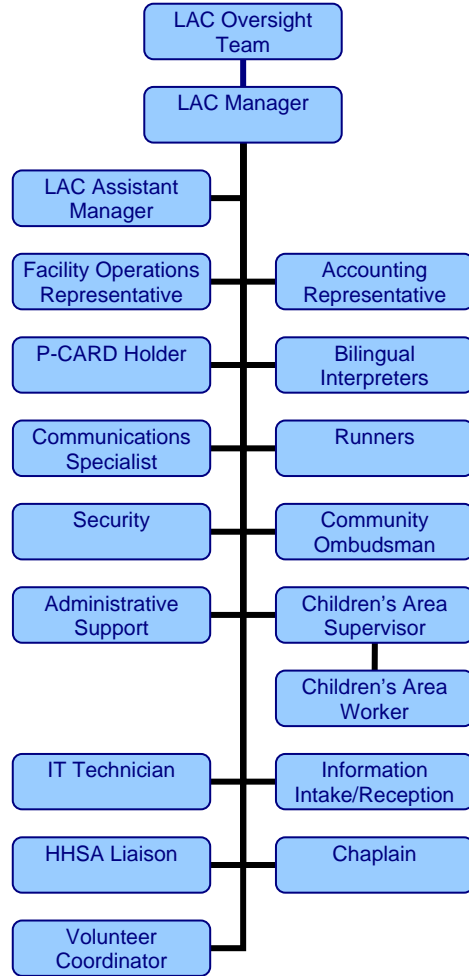 LAC Oversight
Team
LAC Manager
LAC Assistant
Manager
Facility Operations
Representative
Accounting
Representative
P-CARD Holder
Bilingual
Interpreters
Communications
Specialist
Runners
Security
Community
Ombudsman
Administrative
Support
Children’s Area
Supervisor
Children’s Area
Worker
IT Technician
Information
Intake/Reception
HHSA Liaison
Chaplain
Volunteer
Coordinator